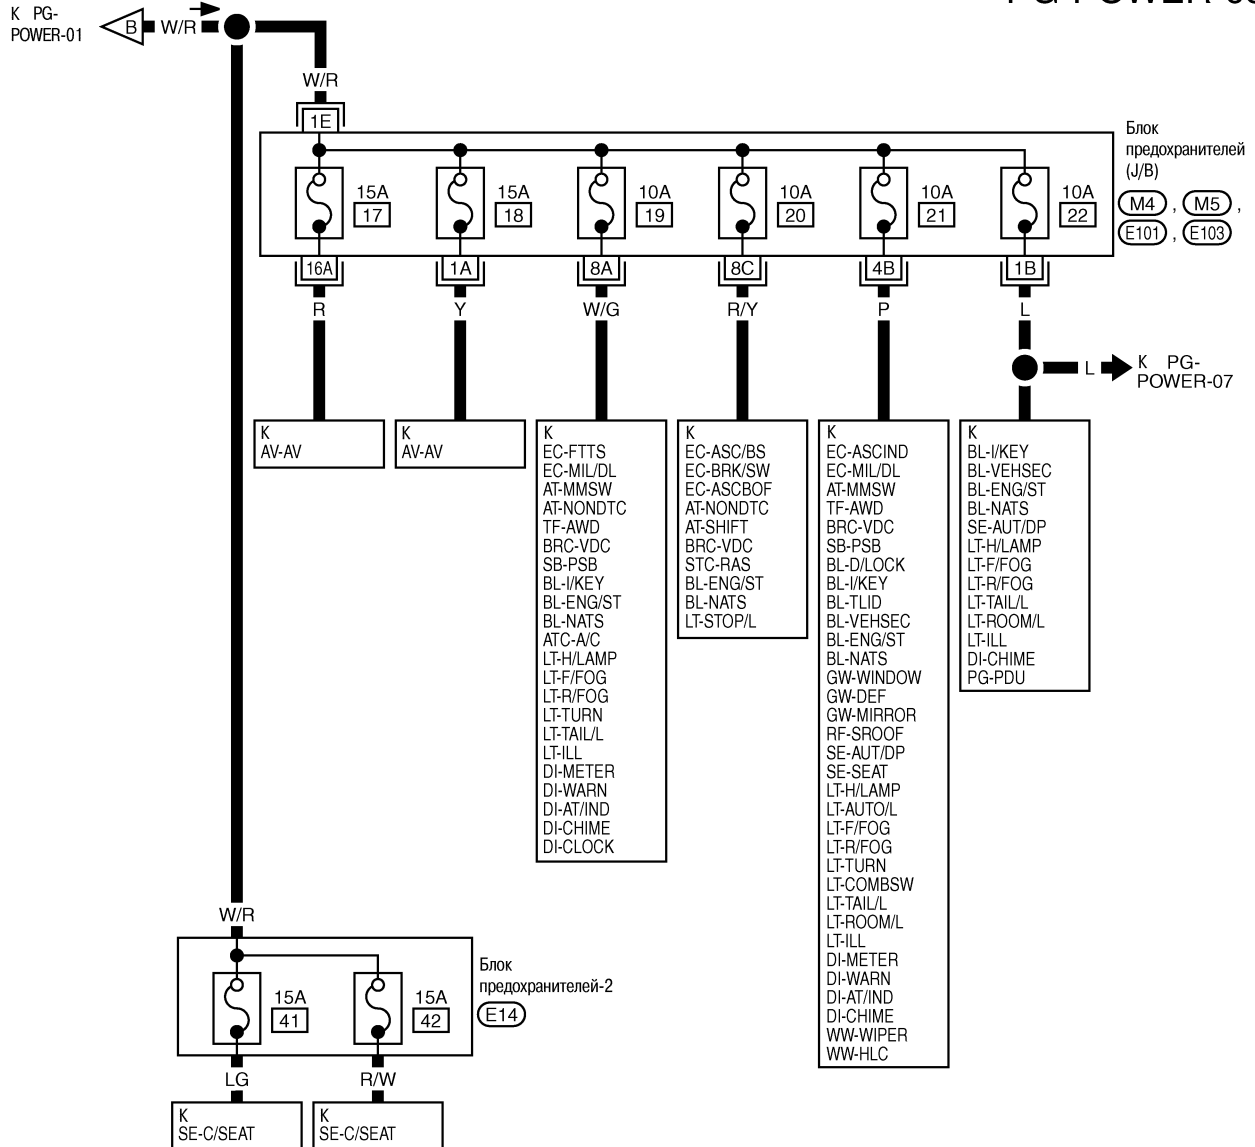 K PG-
POWER-01
B
W/R
W/R
1E
Блок
предохранителей
(J/B)
M4 , M5 ,
E101 , E103
15A
17
15A
18
10A
19
10A
20
10A
21
10A
22
16A
1A
8A
8C
4B
1B
R
Y
W/G
R/Y
P
L
L
K PG-
POWER-07
K
AV-AV
K
AV-AV
K
EC-FTTS
EC-MIL/DL
AT-MMSW
AT-NONDTC
TF-AWD
BRC-VDC
SB-PSB
BL-I/KEY
BL-ENG/ST
BL-NATS
ATC-A/C
LT-H/LAMP
LT-F/FOG
LT-R/FOG
LT-TURN
LT-TAIL/L
LT-ILL
DI-METER
DI-WARN
DI-AT/IND
DI-CHIME
DI-CLOCK
K
EC-ASC/BS
EC-BRK/SW
EC-ASCBOF
AT-NONDTC
AT-SHIFT
BRC-VDC
STC-RAS
BL-ENG/ST
BL-NATS
LT-STOP/L
K
EC-ASCIND
EC-MIL/DL
AT-MMSW
TF-AWD
BRC-VDC
SB-PSB
BL-D/LOCK
BL-I/KEY
BL-TLID
BL-VEHSEC
BL-ENG/ST
BL-NATS
GW-WINDOW
GW-DEF
GW-MIRROR
RF-SROOF
SE-AUT/DP
SE-SEAT
LT-H/LAMP
LT-AUTO/L
LT-F/FOG
LT-R/FOG
LT-TURN
LT-COMBSW
LT-TAIL/L
LT-ROOM/L
LT-ILL
DI-METER
DI-WARN
DI-AT/IND
DI-CHIME
WW-WIPER
WW-HLC
K
BL-I/KEY
BL-VEHSEC
BL-ENG/ST
BL-NATS
SE-AUT/DP
LT-H/LAMP
LT-F/FOG
LT-R/FOG
LT-TAIL/L
LT-ROOM/L
LT-ILL
DI-CHIME
PG-PDU
W/R
Блок
предохранителей-2
E14
15A
41
15A
42
LG
R/W
K
SE-C/SEAT
K
SE-C/SEAT